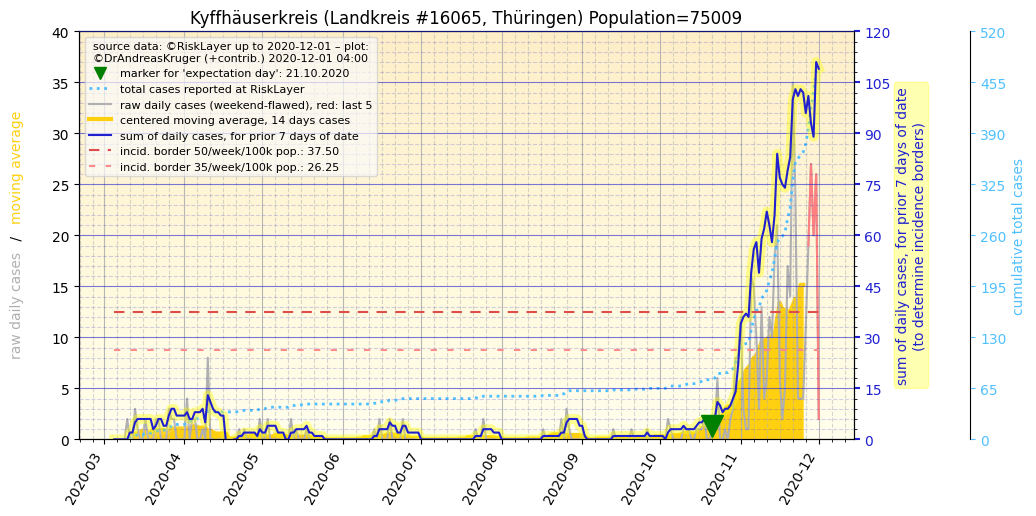 Kyffhäuserkreis (Landkreis #16065, Thüringen) Population=75009
source data: ©RiskLayer up to 2020-12-01 – plot:
©DrAndreasKruger (+contrib.) 2020-12-01 04:00
marker for 'expectation day': 21.10.2020
total cases reported at RiskLayer
raw daily cases (weekend-flawed), red: last 5
centered moving average, 14 days cases
sum of daily cases, for prior 7 days of date
incid. border 50/week/100k pop.: 37.50
incid. border 35/week/100k pop.: 26.25
raw daily cases / moving average
40
35
30
25
20
15
10
5
0
120
105
90
75
60
45
30
15
0
sum of daily cases, for prior 7 days of date
(to determine incidence borders)
520
455
390
325
260
195
130
65
0
cumulative total cases
2020-03
2020-04
2020-05
2020-06
2020-07
2020-08
2020-09
2020-10
2020-11
2020-12